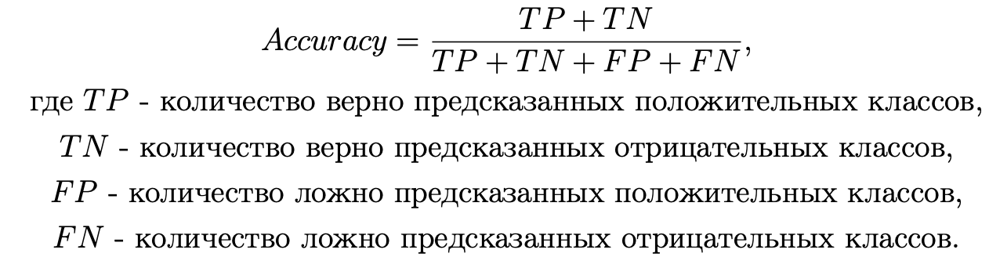 Accuracy = \frac{TP + TN}{TP + TN + FP + FN},
где TP - количество верно предсказанных положительных классов,
TN - количество верно предсказанных отрицательных классов,
FP - количество ложно предсказанных положительных классов,
FN - количество ложно предсказанных отрицательных классов.